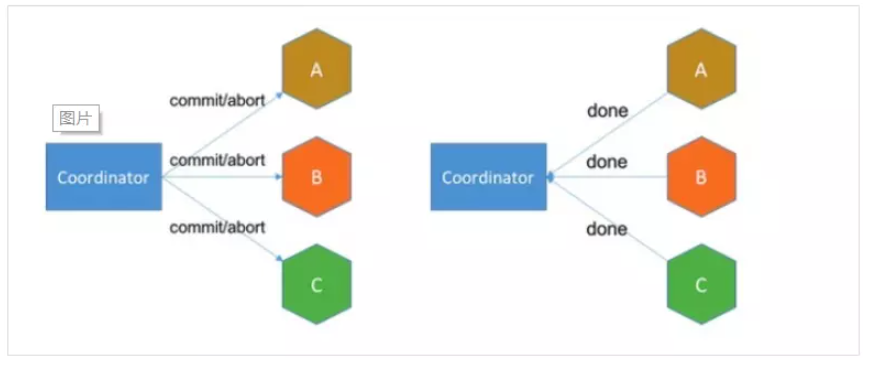 A
commit/abort
图片
Coordinator
commit/abort
B
commit/abort
C
A
done
Coordinator
done
B
done
C